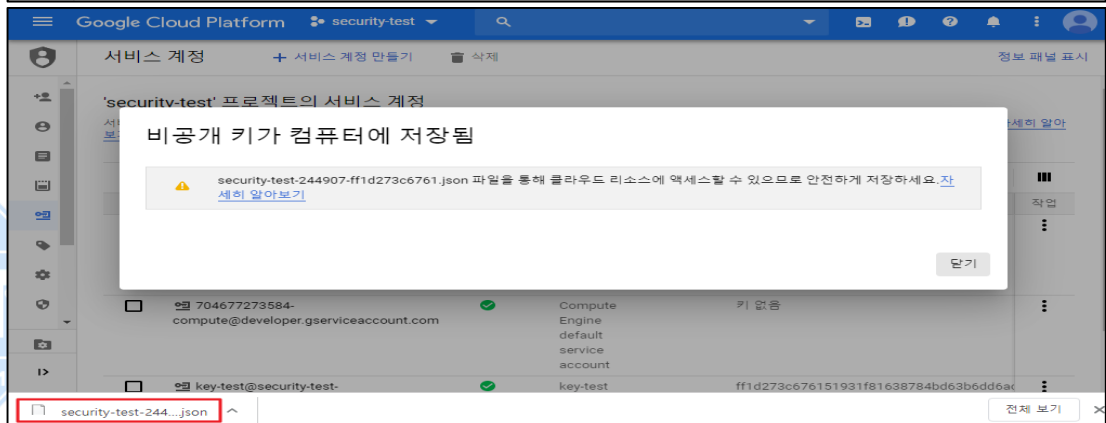 Google Cloud Platform
security-test
서비스 계정
+ 서비스 계정 만들기
삭제
정보 패널 표시
'security-test' 프로젝트의 서비스 계정
비공개 키가 컴퓨터에 저장됨
security-test-244907-ff1d273c6761.json 파일을 통해 클라우드 리소스에 액세스할 수 있으므로 안전하게 저장하세요.자
세히 알아보기
작업
닫기
704677273584-
compute@developer.gserviceaccount.com
Compute
Engine
default
service
account
키 없음
key-test@security-test-
key-test
security-test-244....json
전체 보기